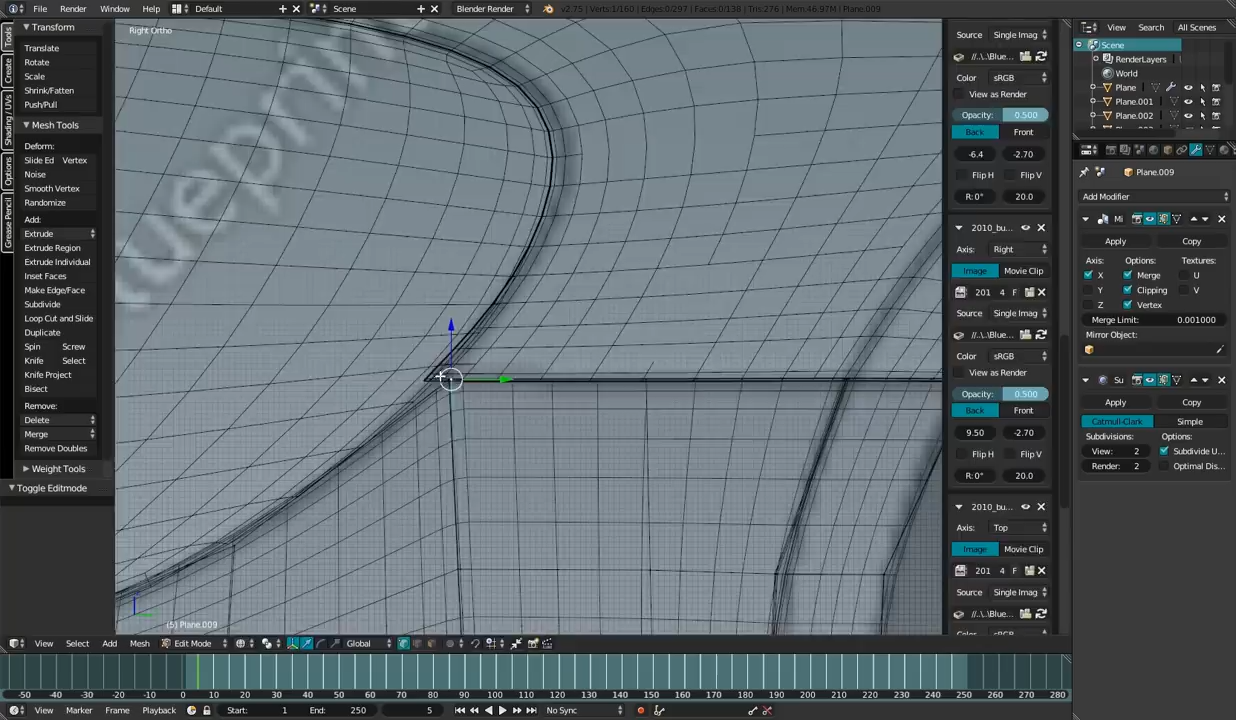 File Render Window Help Default Scene Blender Render v2.75 | Verts:1/160 | Edges:0/297 | Faces:0/138 | Tris:276 | Mem:46.97M | Plane.009
Right Ortho
Tools
Create
Shading / UVs
Options
Grease Pencil
Transform
Translate
Rotate
Scale
Shrink/Fatten
Push/Pull
Mesh Tools
Deform:
Slide Ed Vertex
Noise
Smooth Vertex
Randomize
Add:
Extrude
Extrude Region
Extrude Individual
Inset Faces
Make Edge/Face
Subdivide
Loop Cut and Slide
Duplicate
Spin Screw
Knife Select
Knife Project
Bisect
Remove:
Delete
Merge
Remove Doubles
Weight Tools
Toggle Editmode
(5) Plane.009
Source Single Imag
//..\..\Blue...
Color sRGB
View as Render
Opacity: 0.500
Back Front
-6.4 -2.70
Flip H Flip V
R: 0° 20.0
2010_bu...
Axis: Right
Image Movie Clip
201 4 F
Source: Single Imag
//..\..\Blue...
Color sRGB
View as Render
Opacity: 0.500
Back Front
9.50 -2.70
Flip H Flip V
R: 0° 20.0
2010_bu...
Axis: Top
Image Movie Clip
201 4 F
Source: Single Imag
//..\..\Blue...
View Search All Scenes
Scene
RenderLayers
World
Plane
Plane.001
Plane.002
Plane.009
Add Modifier
Mi
Apply Copy
Axis: Options: Textures:
X Merge U
Y Clipping V
Z Vertex
Merge Limit: 0.001000
Mirror Object:
Su
Apply Copy
Catmull-Clark Simple
Subdivisions: Options:
View: 2 Subdivide U...
Render: 2 Optimal Dis...
View Select Add Mesh Edit Mode Global
-50 -40 -30 -20 -10 0 10 20 30 40 50 60 70 80 90 100 110 120 130 140 150 160 170 180 190 200 210 220 230 240 250 260 270 280
View Marker Frame Playback Start: 1 End: 250 5 No Sync